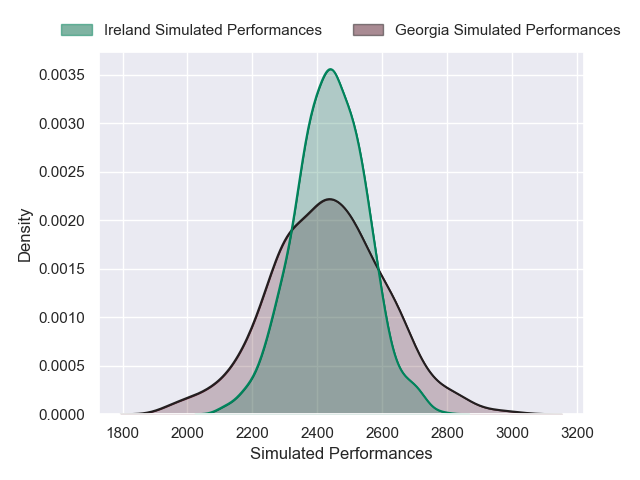 Ireland Simulated Performances Georgia Simulated Performances
0.0035
0.0030
0.0025
0.0020
0.0015
0.0010
0.0005
0.0000
Density
1800 2000 2200 2400 2600 2800 3000 3200
Simulated Performances